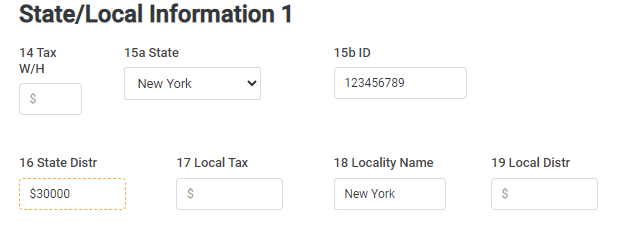 State/Local Information 1
14 Tax W/H
15a State
15b ID
$
New York
123456789
16 State Distr
17 Local Tax
18 Locality Name
19 Local Distr
$30000
$
New York
$